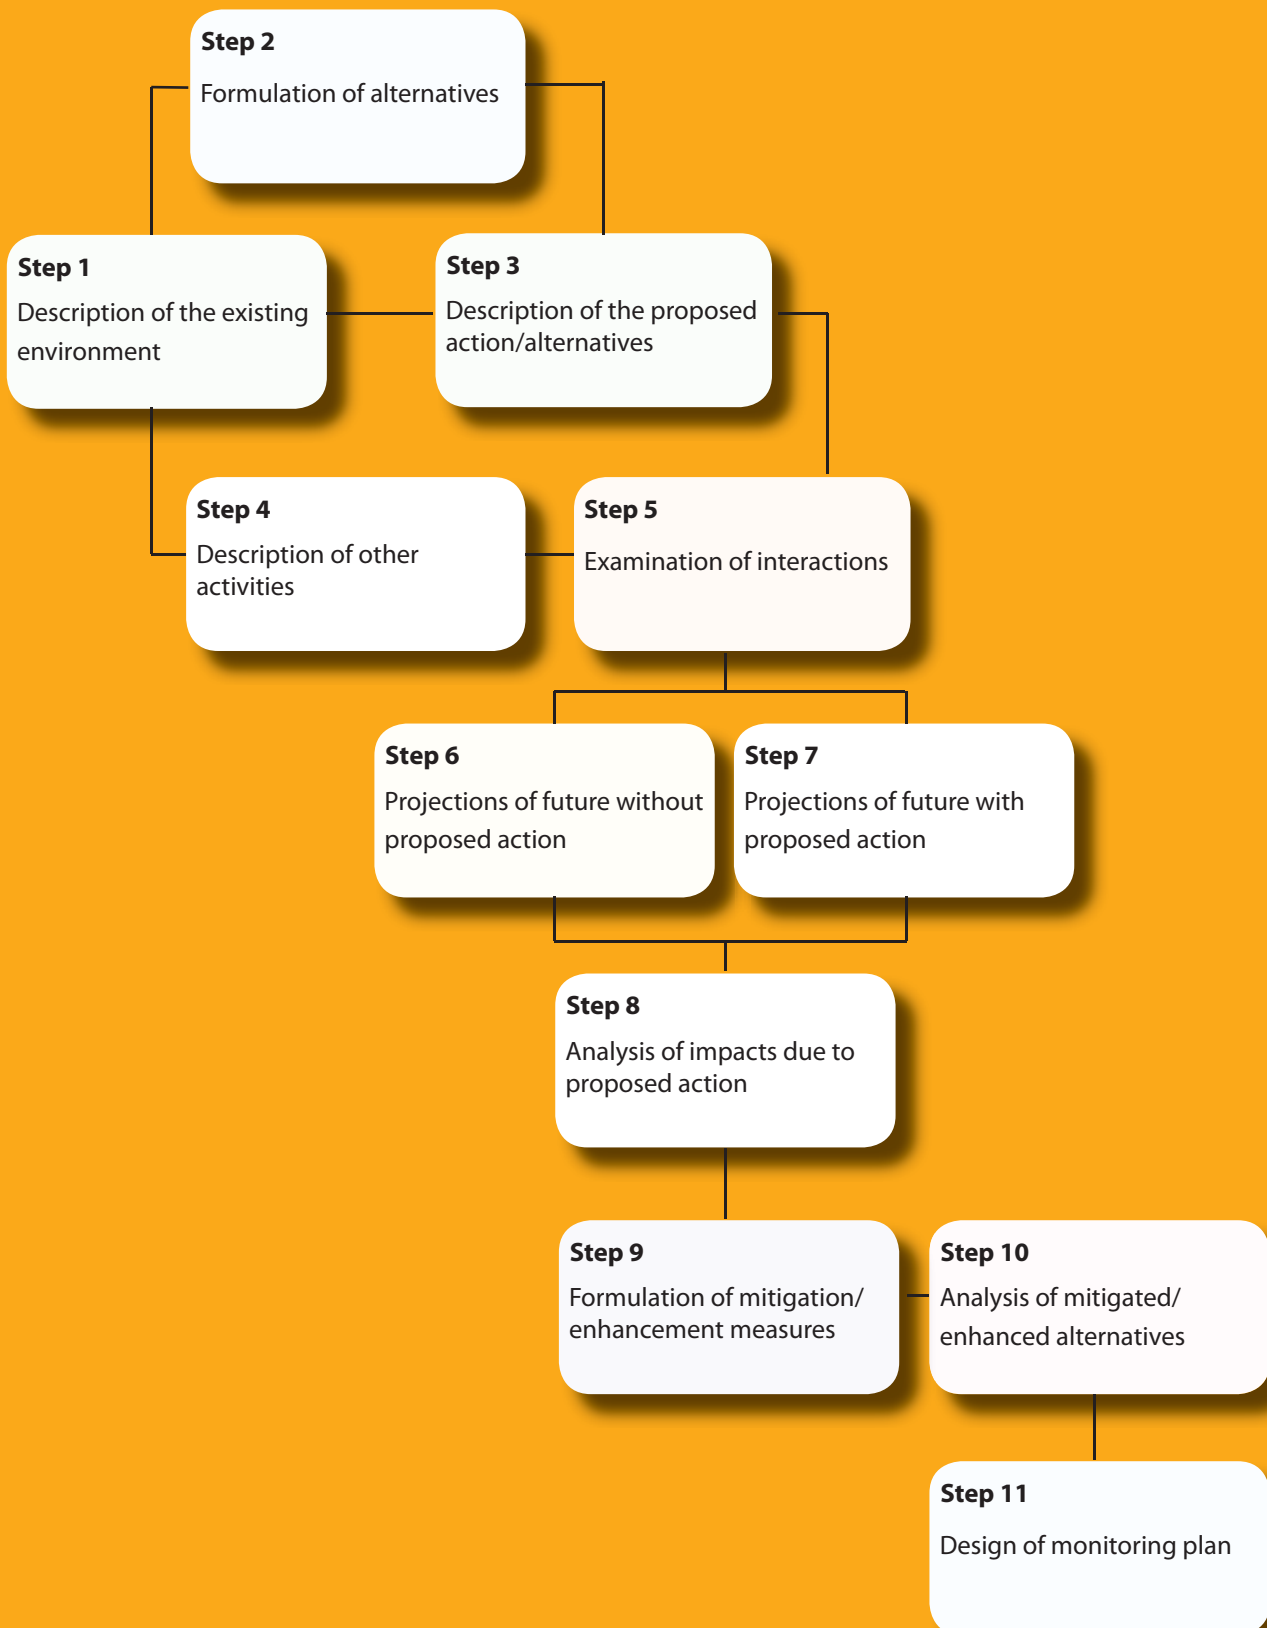 Step 2
Formulation of alternatives
Step 1
Description of the existing
environment
Step 3
Description of the proposed
action/alternatives
Step 4
Description of other
activities
Step 5
Examination of interactions
Step 6
Projections of future without
proposed action
Step 7
Projections of future with
proposed action
Step 8
Analysis of impacts due to
proposed action
Step 9
Formulation of mitigation/
enhancement measures
Step 10
Analysis of mitigated/
enhanced alternatives
Step 11
Design of monitoring plan